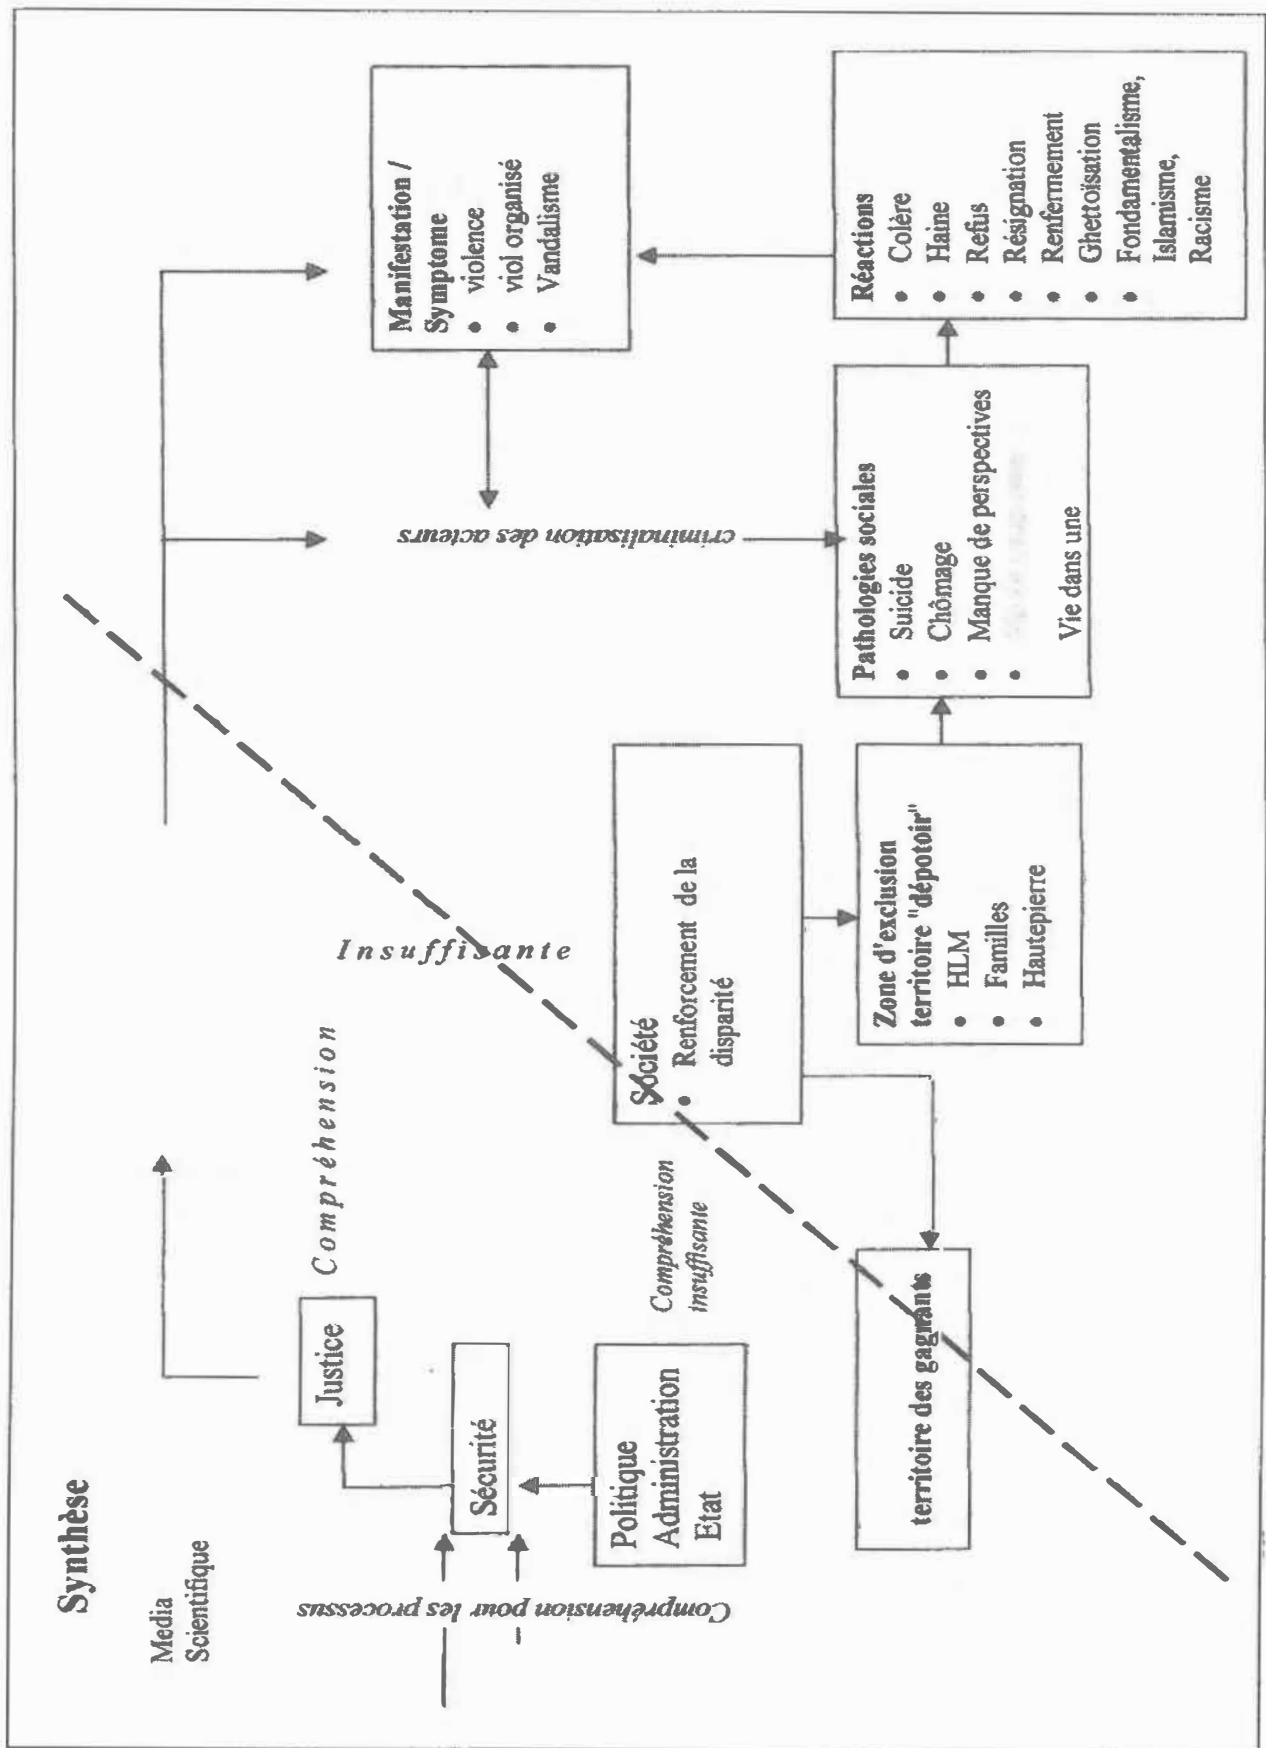 Synthèse
Media
Scientifique
Compréhension pour les processus
Sécurité
Justice
Politique
Administration
Etat
Compréhension
Insuffisante
Compréhension
insuffisante
territoire des gagnants
Société
• Renforcement de la
disparité
Zone d'exclusion
territoire "dépotoir"
• HLM
• Familles
• Hautepierre
criminalisation des acteurs
Pathologies sociales
• Suicide
• Chômage
• Manque de perspectives
•
Vie dans une
Manifestation /
Symptome
• violence
• viol organisé
• Vandalisme
Réactions
• Colère
• Haine
• Refus
• Résignation
• Renfermement
• Ghettoïsation
• Fondamentalisme,
Islamisme,
Racisme